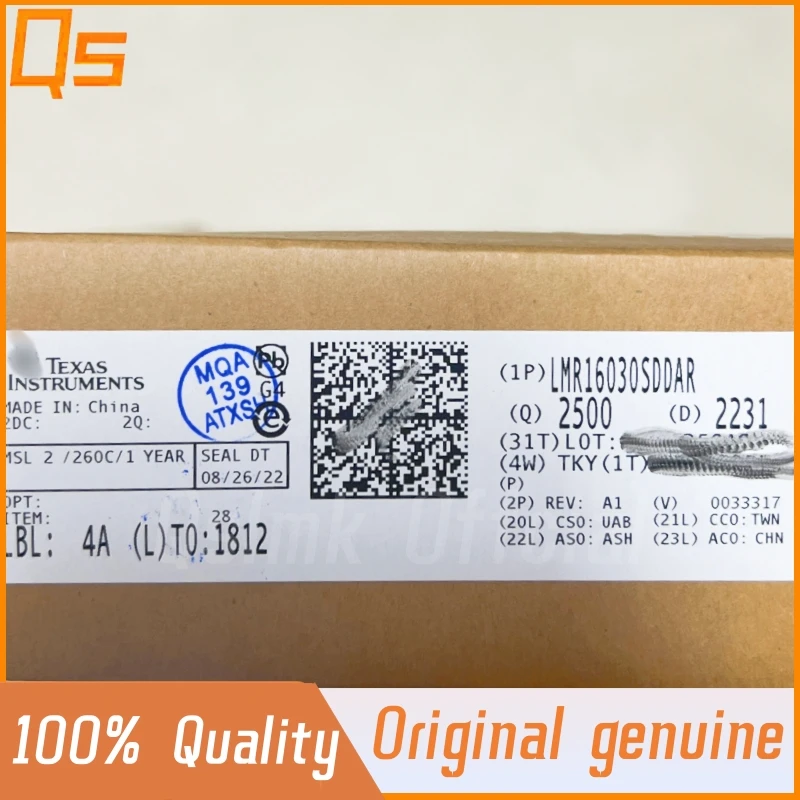 QS
TEXAS
INSTRUMENTS
MADE IN: China
2DC: 2Q:
MSL 2 /260C/1 YEAR
SEAL DT
08/26/22
OPT:
ITEM: 28
LBL: 4A (L)TO:1812
MQA
139
ATXSH
Pb
G4
e
(1P) LMR16030SDDAR
(Q) 2500 (D) 2231
(31T)LOT:
(4W) TKY(1T)
(P)
(2P) REV: A1 (V) 0033317
(20L) CSO: UAB (21L) CCO: TWN
(22L) ASO: ASH (23L) ACO: CHN
100% Quality
Original genuine